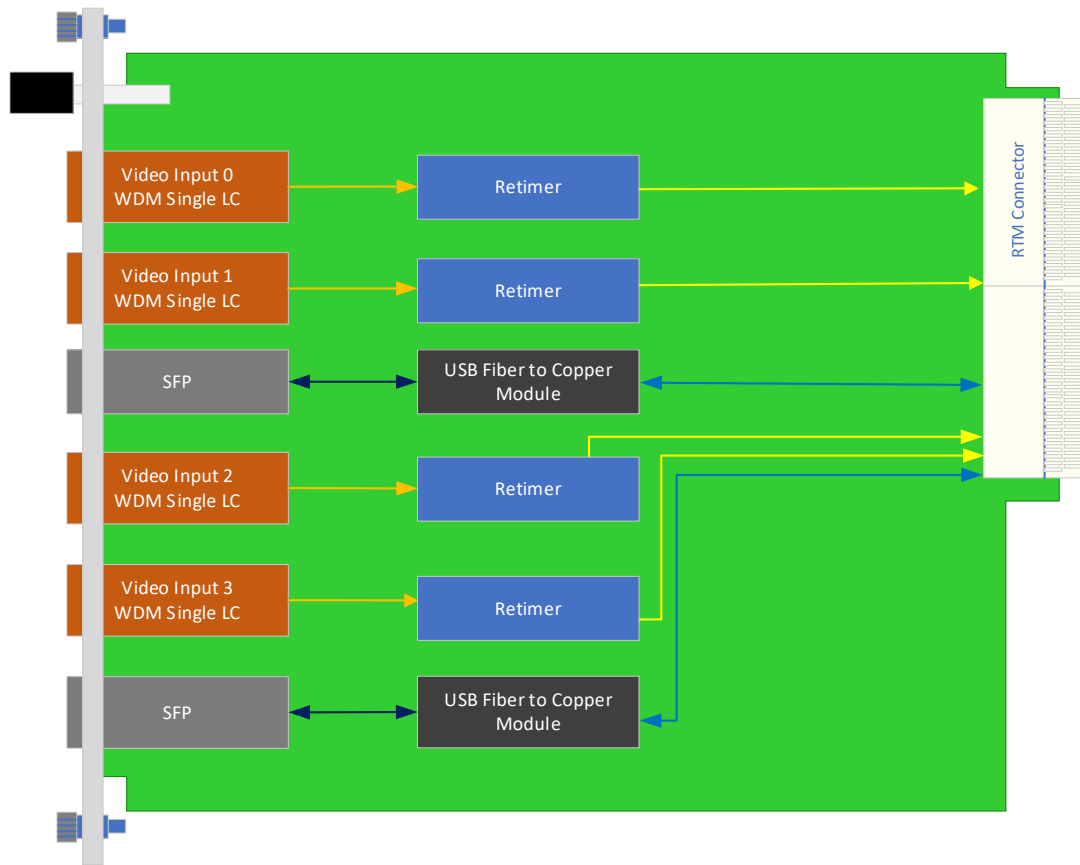 Video Input 0
WDM Single LC
Retimer
RTM Connector
Video Input 1
WDM Single LC
Retimer
SFP
USB Fiber to Copper
Module
Video Input 2
WDM Single LC
Retimer
Video Input 3
WDM Single LC
Retimer
SFP
USB Fiber to Copper
Module